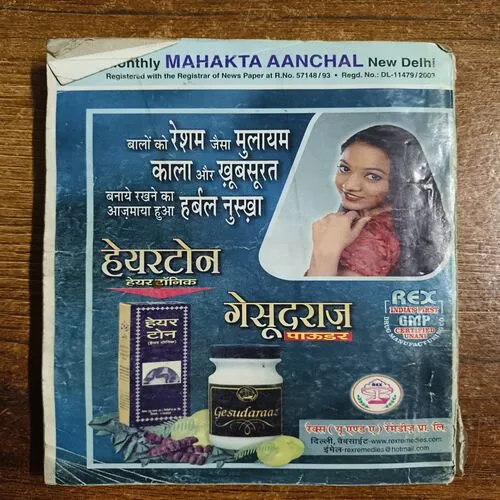 Monthly MAHAKTA AANCHAL New Delhi
Registered with the Registrar of News Paper at R.No. 57148/93 • Regd. No.: DL-11479/2003
बालों को रेशम जैसा मुलायम
काला और ख़ूबसूरत
बनाये रखने का
आज़माया हुआ हर्बल नुस्ख़ा
हेयरटोन
हेयर टॉनिक
गेसूदराज़
पाऊडर
REX
INDIA'S FIRST
GMP
CERTIFIED
UNANI
हेयर
टोन
Gesudaraaz
REX
रेक्स ( यू एण्ड ए ) रेमेडीज़ प्रा. लि.
दिल्ली, वेबसाईट-www.rexremedies.com
ईमेल-rexremedies@hotmail.com